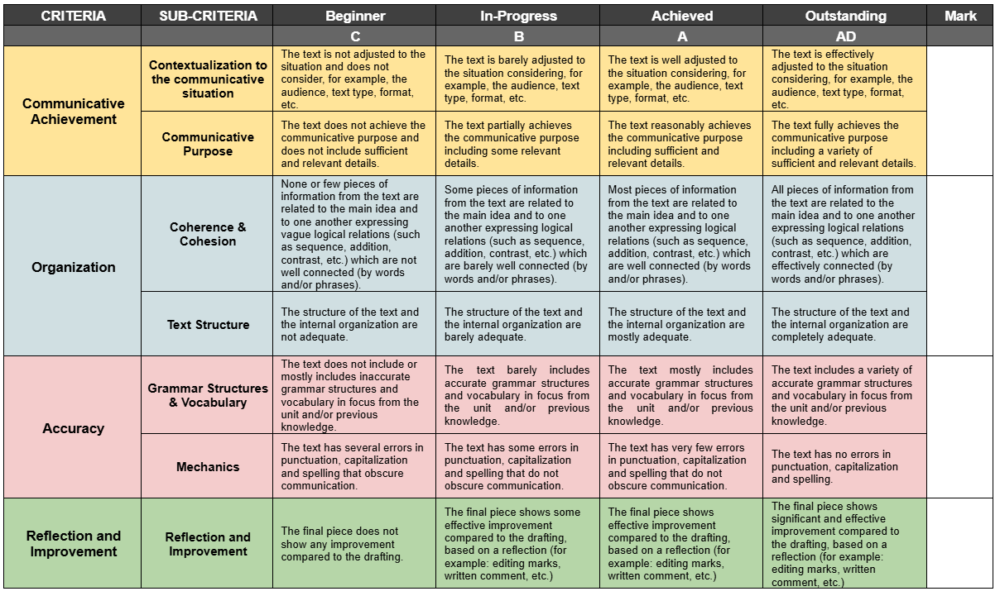 CRITERIA SUB-CRITERIA Beginner In-Progress Achieved Outstanding Mark
C B A AD
Communicative
Achievement
Contextualization to
the communicative
situation
The text is not adjusted to the
situation and does not
consider, for example, the
audience, text type, format,
etc.
The text is barely adjusted to
the situation considering, for
example, the audience, text
type, format, etc.
The text is well adjusted to
the situation considering, for
example, the audience, text
type, format, etc.
The text is effectively
adjusted to the situation
considering, for example, the
audience, text type, format,
etc.
Communicative
Purpose
The text does not achieve the
communicative purpose and
does not include sufficient
and relevant details.
The text partially achieves
the communicative purpose
including some relevant
details.
The text reasonably achieves
the communicative purpose
including sufficient and
relevant details.
The text fully achieves the
communicative purpose
including a variety of
sufficient and relevant details.
Organization
Coherence &
Cohesion
None or few pieces of
information from the text are
related to the main idea and
to one another expressing
vague logical relations (such
as sequence, addition,
contrast, etc.) which are not
well connected (by words
and/or phrases).
Some pieces of information
from the text are related to
the main idea and to one
another expressing logical
relations (such as sequence,
addition, contrast, etc.) which
are barely well connected (by
words and/or phrases).
Most pieces of information
from the text are related to
the main idea and to one
another expressing logical
relations (such as sequence,
addition, contrast, etc.) which
are well connected (by words
and/or phrases).
All pieces of information from
the text are related to the
main idea and to one another
expressing logical relations
(such as sequence, addition,
contrast, etc.) which are
effectively connected (by
words and/or phrases).
Text Structure
The structure of the text and
the internal organization are
not adequate.
The structure of the text and
the internal organization are
barely adequate.
The structure of the text and
the internal organization are
mostly adequate.
The structure of the text and
the internal organization are
completely adequate.
Accuracy
Grammar Structures
& Vocabulary
The text does not include or
mostly includes inaccurate
grammar structures and
vocabulary in focus from the
unit and/or previous
knowledge.
The text barely includes
accurate grammar structures
and vocabulary in focus from
the unit and/or previous
knowledge.
The text mostly includes
accurate grammar structures
and vocabulary in focus from
the unit and/or previous
knowledge.
The text includes a variety of
accurate grammar structures
and vocabulary in focus from
the unit and/or previous
knowledge.
Mechanics
The text has several errors in
punctuation, capitalization
and spelling that obscure
communication.
The text has some errors in
punctuation, capitalization
and spelling that do not
obscure communication.
The text has very few errors
in punctuation, capitalization
and spelling that do not
obscure communication.
The text has no errors in
punctuation, capitalization
and spelling.
Reflection and
Improvement
Reflection and
Improvement
The final piece does not
show any improvement
compared to the drafting.
The final piece shows some
effective improvement
compared to the drafting,
based on a reflection (for
example: editing marks,
written comment, etc.)
The final piece shows
effective improvement
compared to the drafting,
based on a reflection (for
example: editing marks,
written comment, etc.)
The final piece shows
significant and effective
improvement compared to
the drafting, based on a
reflection (for example:
editing marks, written
comment, etc.)